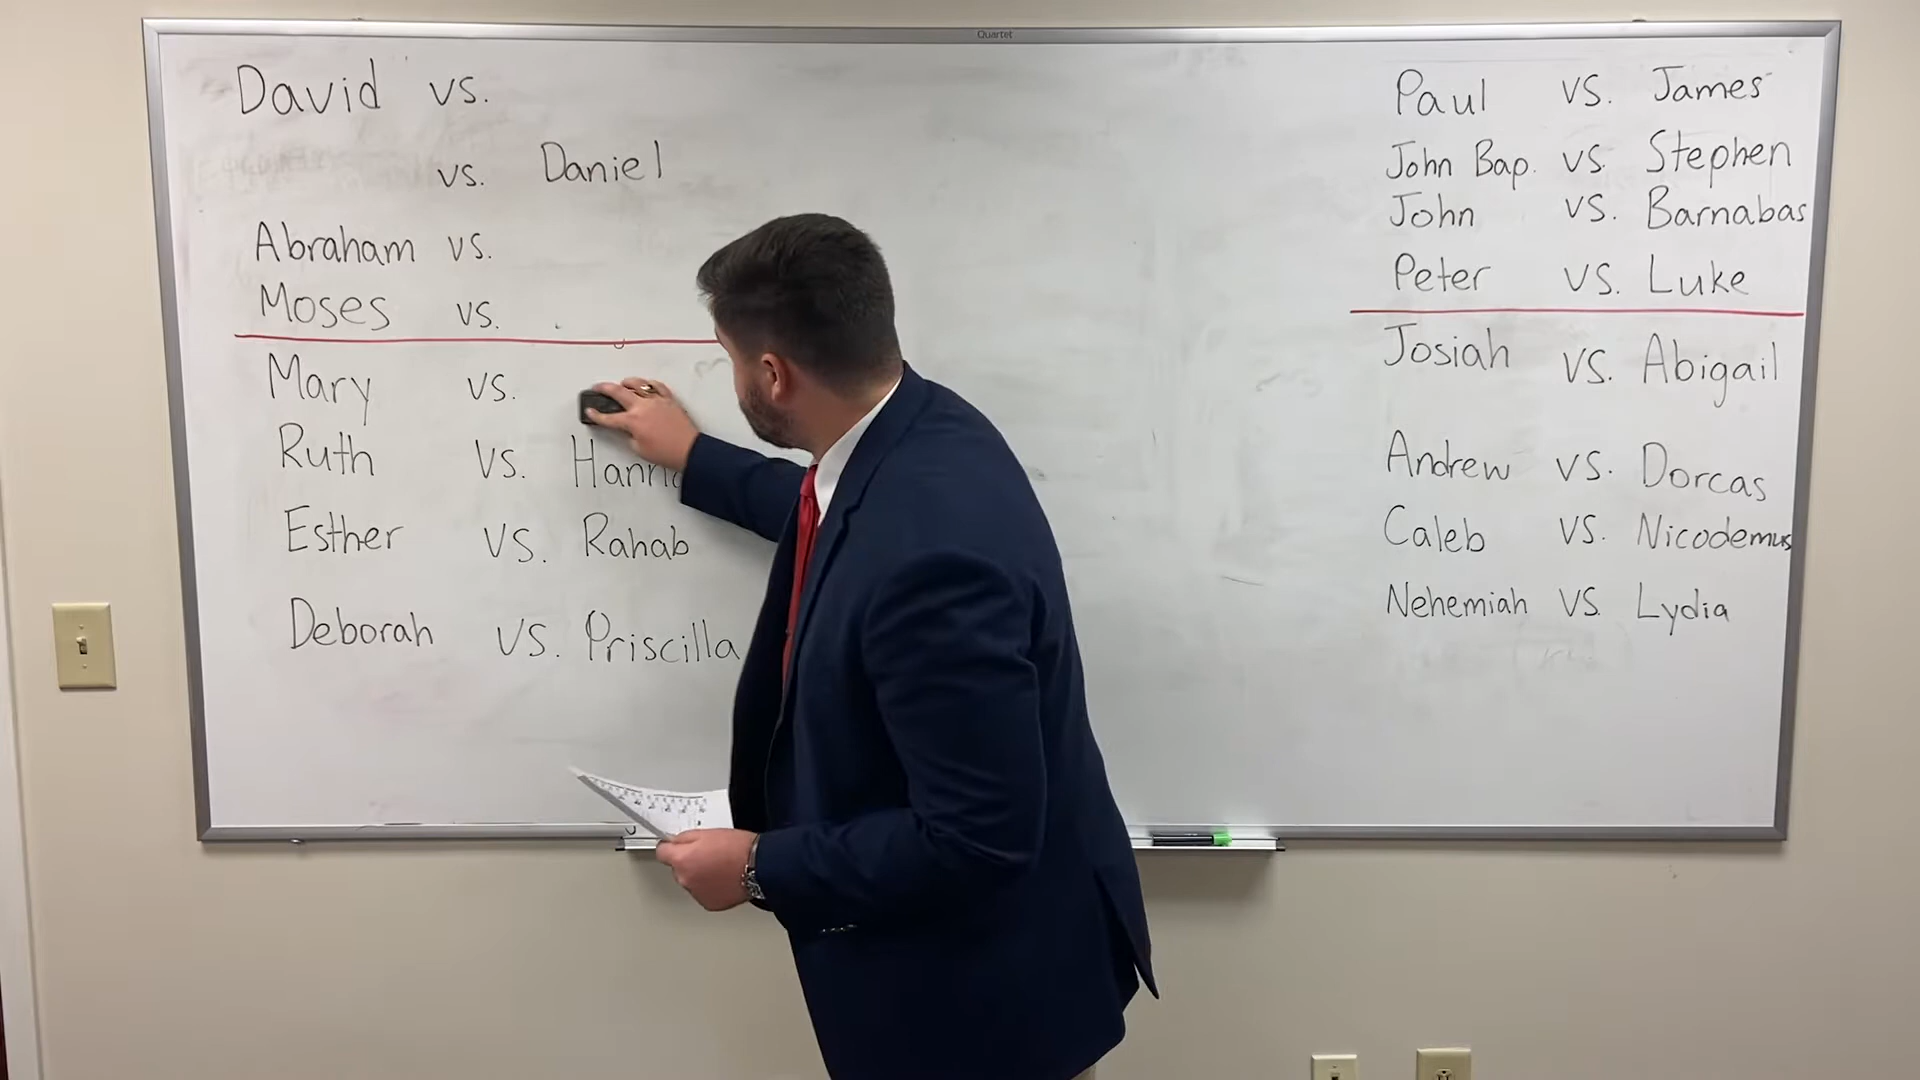 Quartet
David vs.
vs. Daniel
Abraham vs.
Moses vs.
Mary vs.
Ruth vs.
Esther vs. Rahab
Deborah vs. Priscilla
Paul vs. James
John Bap. vs. Stephen
John vs. Barnabas
Peter vs. Luke
Josiah vs. Abigail
Andrew vs. Dorcas
Caleb vs. Nicodemus
Nehemiah vs. Lydia